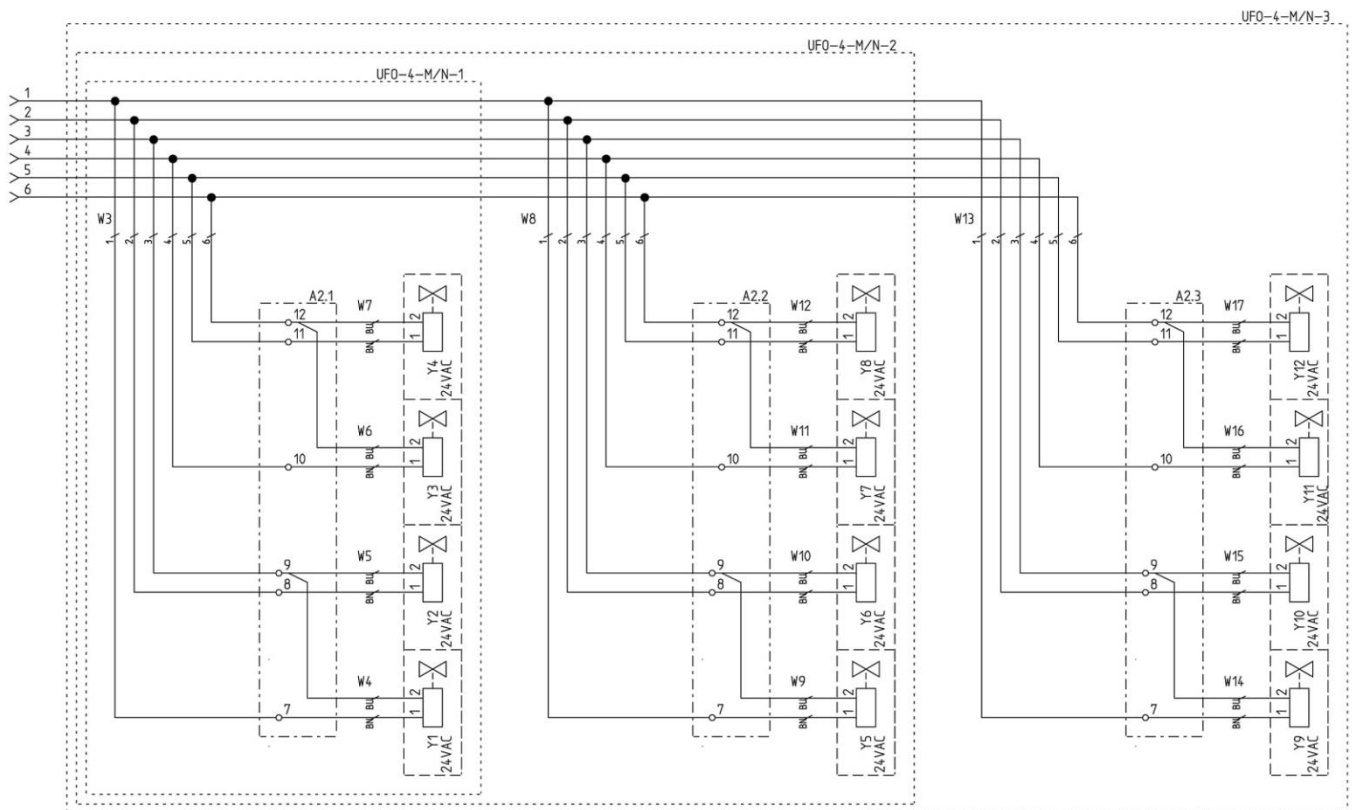 UFO-4-M/N-3
UFO-4-M/N-2
UFO-4-M/N-1
1
2
3
4
5
6
W3
1 2 3 4 5 6
W8
1 2 3 4 5 6
W13
1 2 3 4 5 6
A2.1
12
11
10
9
8
7
W7
BU 2
BN 1
Y4
24VAC
W6
BU 2
BN 1
Y3
24VAC
W5
BU 2
BN 1
Y2
24VAC
W4
BU 2
BN 1
Y1
24VAC
A2.2
12
11
10
9
8
7
W12
BU 2
BN 1
Y8
24VAC
W11
BU 2
BN 1
Y7
24VAC
W10
BU 2
BN 1
Y6
24VAC
W9
BU 2
BN 1
Y5
24VAC
A2.3
12
11
10
9
8
7
W17
BU 2
BN 1
Y12
24VAC
W16
BU 2
BN 1
Y11
24VAC
W15
BU 2
BN 1
Y10
24VAC
W14
BU 2
BN 1
Y9
24VAC